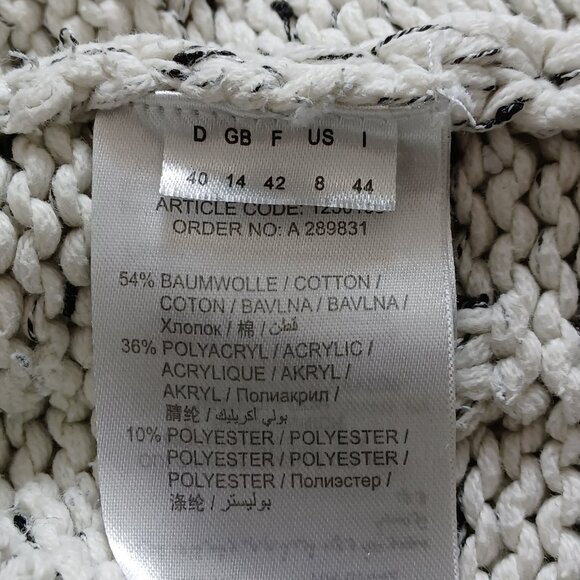 D GB F US I
40 14 42 8 44
ARTICLE CODE:
ORDER NO: A 289831
54% BAUMWOLLE / COTTON /
COTON / BAVLNA / BAVLNA /
Хлопок / 棉 / قطن /
36% POLYACRYL / ACRYLIC /
ACRYLIQUE / AKRYL /
AKRYL / Полиакрил /
腈纶 / بولي أكريليك /
10% POLYESTER / POLYESTER /
POLYESTER / POLYESTER /
POLYESTER / Полиэстер /
涤纶 / بوليستر /